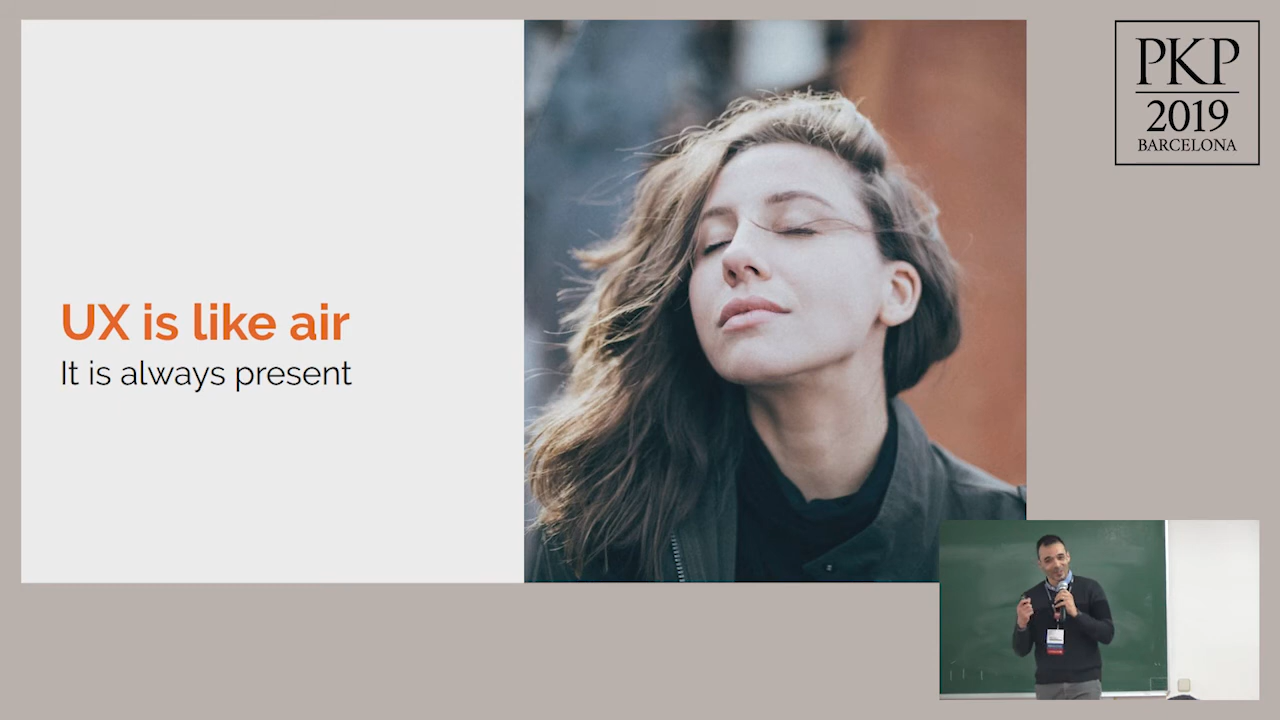 UX is like air
It is always present
PKP
2019
BARCELONA